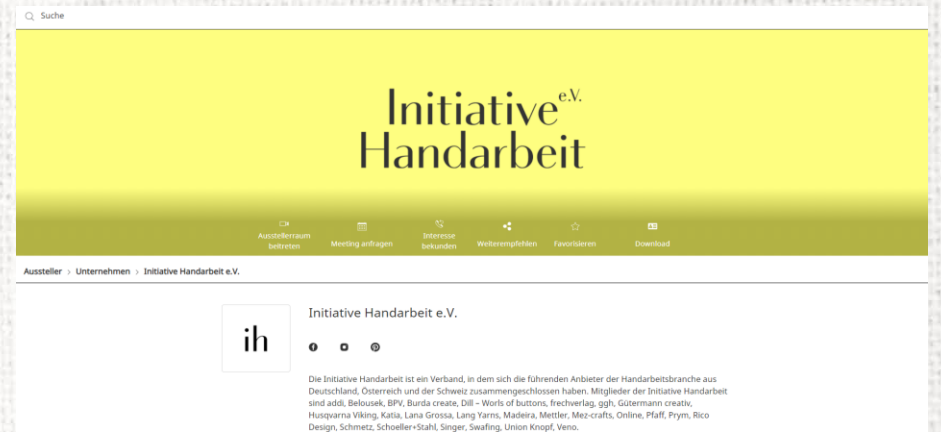 Suche
Initiative e.V.
Handarbeit
Ausstellerraum
beitreten
Meeting anfragen
Interesse
bekunden
Weiterempfehlen
Favorisieren
Download
Aussteller > Unternehmen > Initiative Handarbeit e.V.
ih
Initiative Handarbeit e.V.
Die Initiative Handarbeit ist ein Verband, in dem sich die führenden Anbieter der Handarbeitsbranche aus
Deutschland, Österreich und der Schweiz zusammengeschlossen haben. Mitglieder der Initiative Handarbeit
sind addi, Belousek, BPV, Burda create, Dill – Worls of buttons, frechverlag, ggh, Gütermann creativ,
Husqvarna Viking, Katia, Lana Grossa, Lang Yarns, Madeira, Mettler, Mez-crafts, Online, Pfaff, Prym, Rico
Design, Schmetz, Schoeller+Stahl, Singer, Swafing, Union Knopf, Veno.